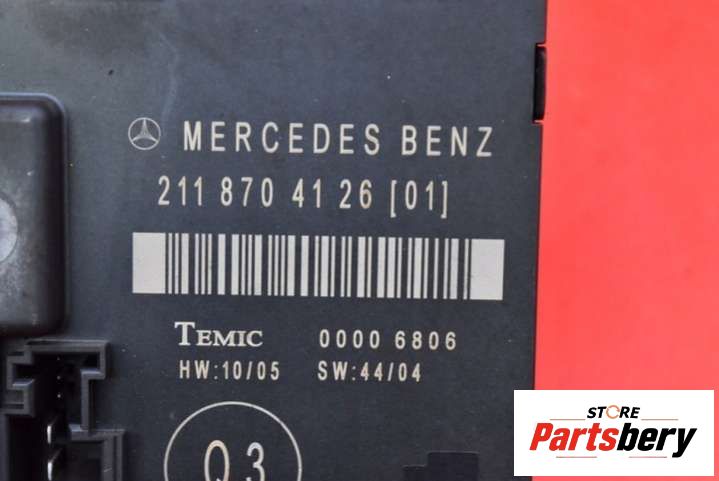 MERCEDES BENZ
211 870 41 26 [01]
TEMIC 0000 6806
HW:10/05 SW:44/04
Q3
STORE
Partsbery